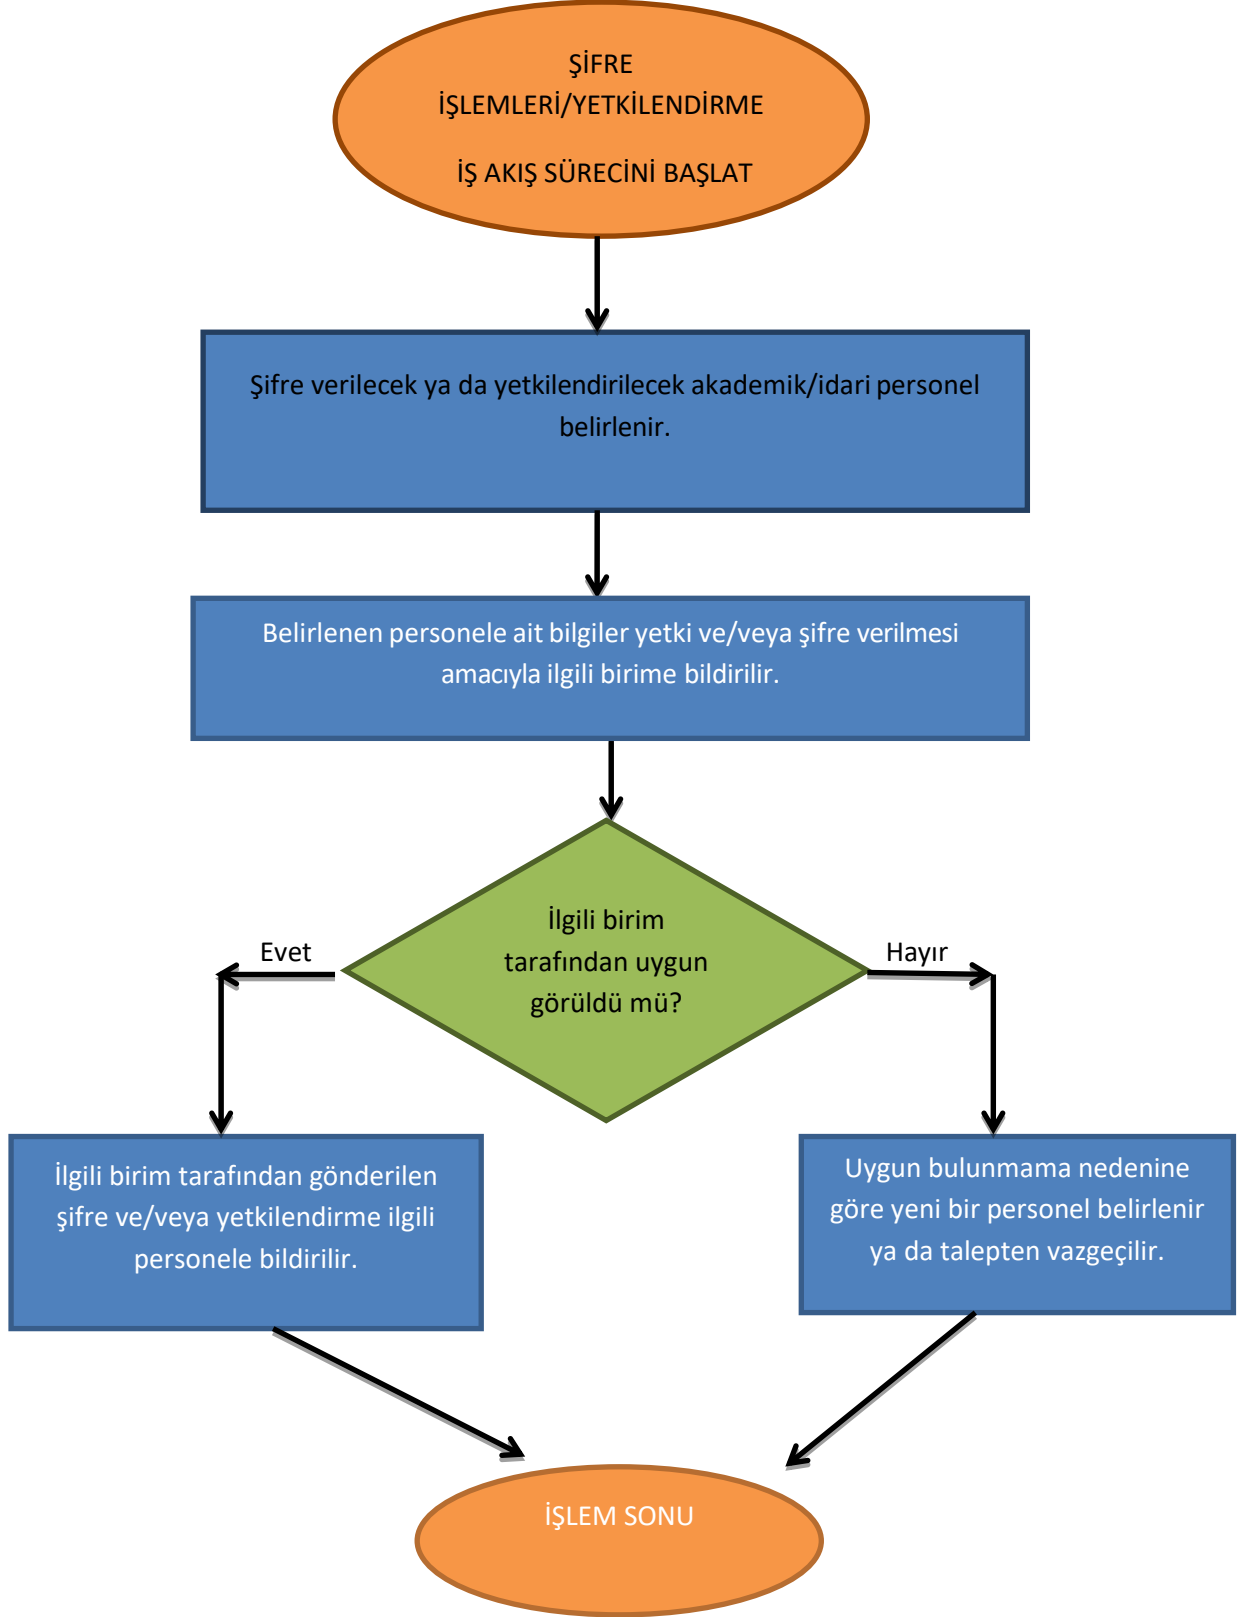 ŞİFRE
İŞLEMLERİ/YETKİLENDİRME
İŞ AKIŞ SÜRECİNİ BAŞLAT
Şifre verilecek ya da yetkilendirilecek akademik/idari personel
belirlenir.
Belirlenen personele ait bilgiler yetki ve/veya şifre verilmesi
amacıyla ilgili birime bildirilir.
İlgili birim
tarafından uygun
görüldü mü?
Evet
Hayır
İlgili birim tarafından gönderilen
şifre ve/veya yetkilendirme ilgili
personele bildirilir.
Uygun bulunmama nedenine
göre yeni bir personel belirlenir
ya da talepten vazgeçilir.
İŞLEM SONU